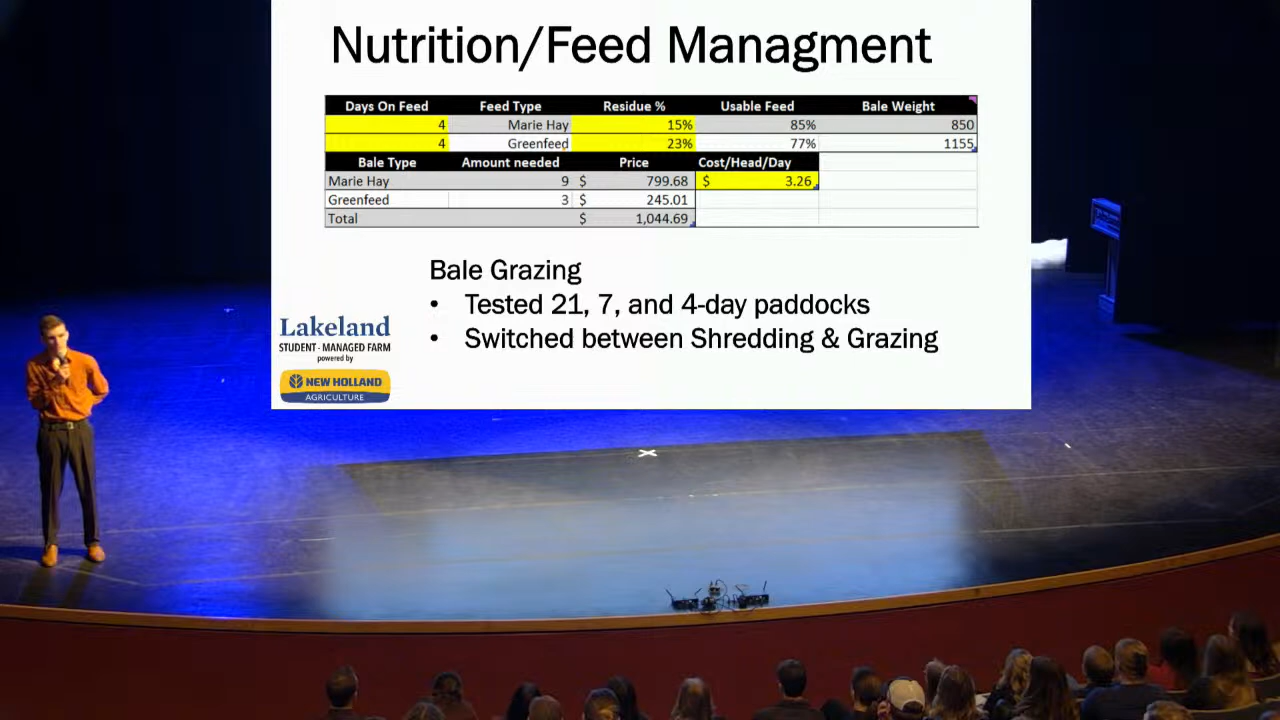 Nutrition/Feed Managment
Days On Feed Feed Type Residue % Usable Feed Bale Weight
4 Marie Hay 15% 85% 850
4 Greenfeed 23% 77% 1155
Bale Type Amount needed Price Cost/Head/Day
Marie Hay 9 $ 799.68 $ 3.26
Greenfeed 3 $ 245.01
Total $ 1,044.69
Bale Grazing
• Tested 21, 7, and 4-day paddocks
• Switched between Shredding & Grazing
Lakeland
STUDENT-MANAGED FARM
powered by
NEW HOLLAND
AGRICULTURE